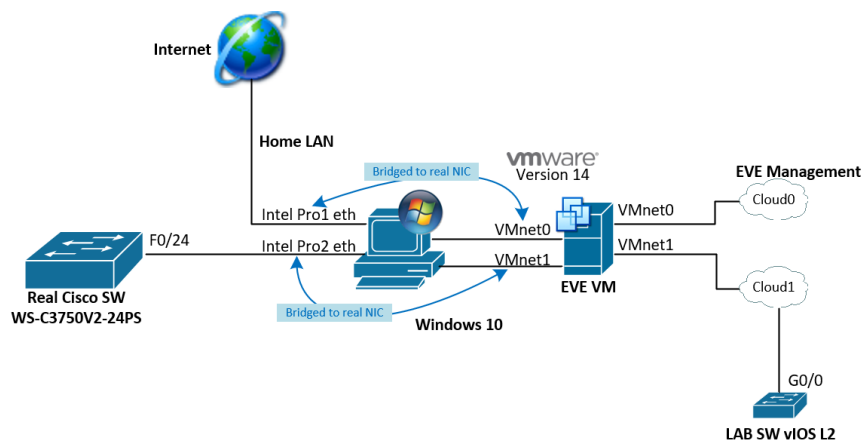 Internet
Home LAN
Bridged to real NIC
vmware®
Version 14
EVE Management
Cloud0
Intel Pro1 eth
VMnet0
VMnet0
F0/24
Intel Pro2 eth
VMnet1
VMnet1
Real Cisco SW
WS-C3750V2-24PS
EVE VM
Cloud1
Bridged to real NIC
Windows 10
G0/0
LAB SW vIOS L2